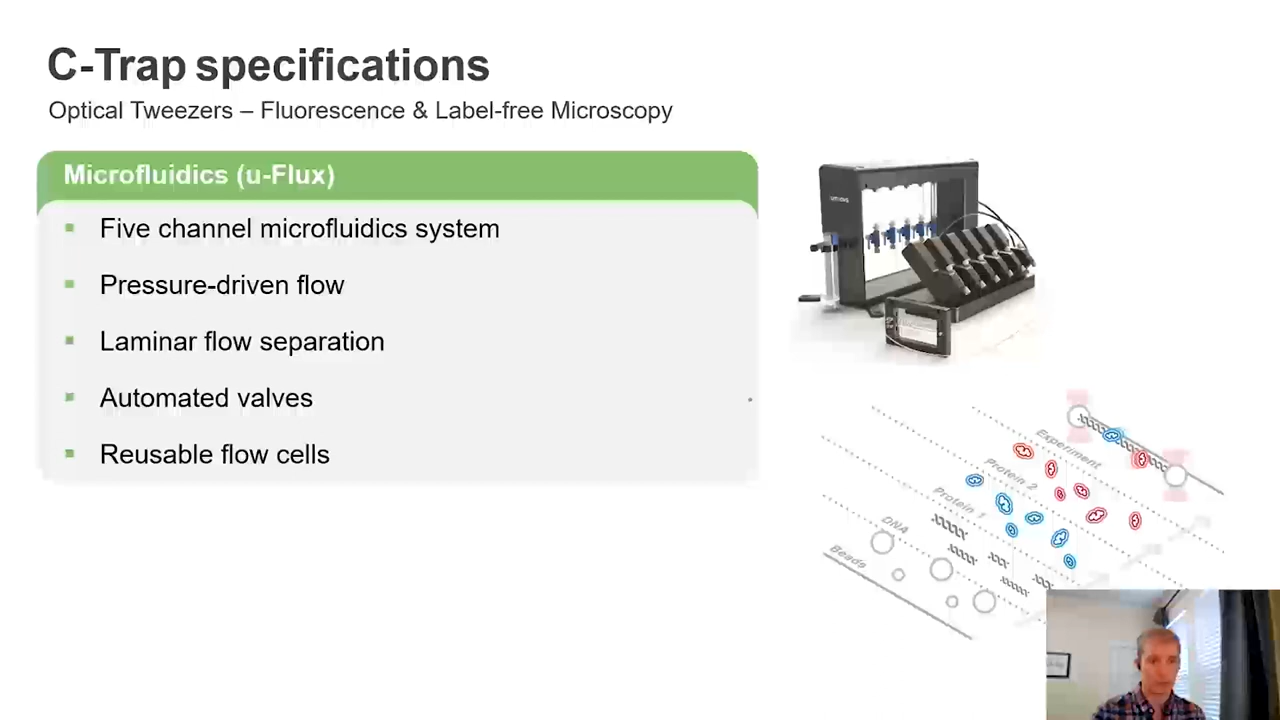 C-Trap specifications
Optical Tweezers – Fluorescence & Label-free Microscopy
Microfluidics (u-Flux)
Five channel microfluidics system
Pressure-driven flow
Laminar flow separation
Automated valves
Reusable flow cells
Experiment
Protein 2
Protein 1
DNA
Beads